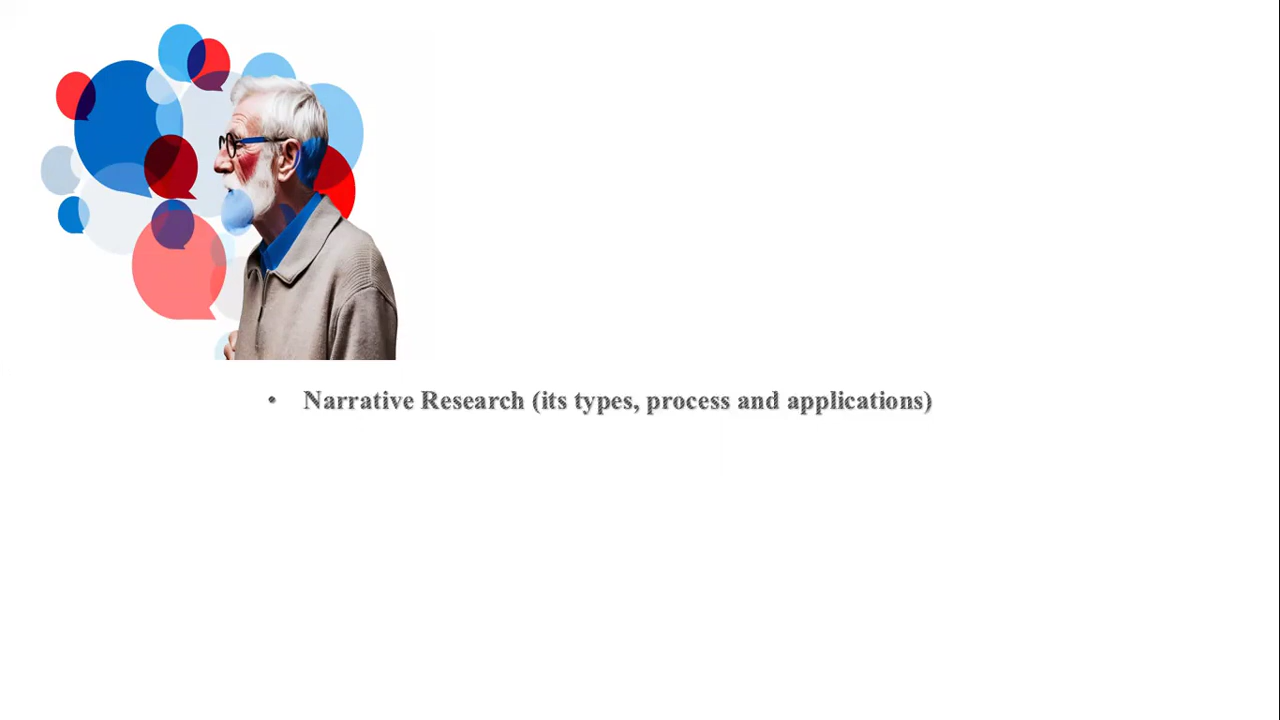 • Narrative Research (its types, process and applications)